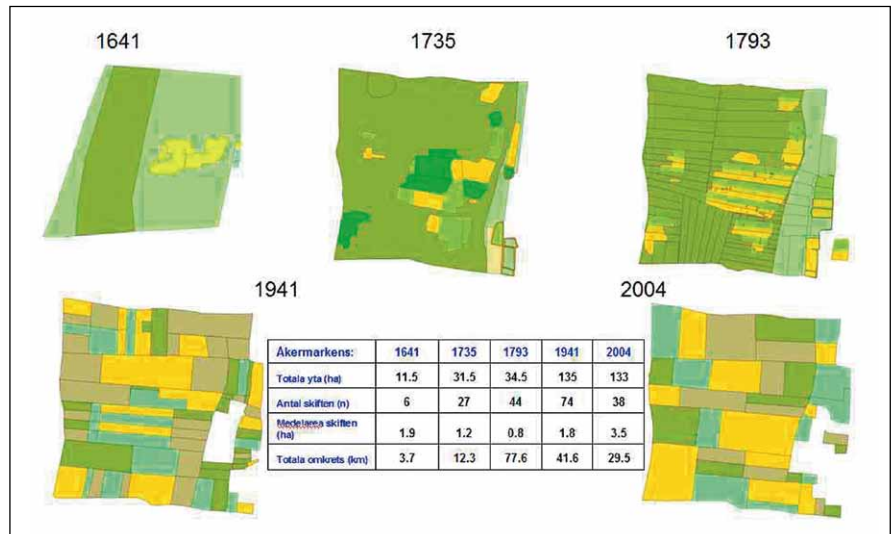 1641
1735
1793
1941
2004
Åkermarkens: 1641 1735 1793 1941 2004
Totala yta (ha) 11.5 31.5 34.5 135 133
Antal skiften (n) 6 27 44 74 38
Medelarea skiften
(ha) 1.9 1.2 0.8 1.8 3.5
Totala omkrets (km) 3.7 12.3 77.6 41.6 29.5